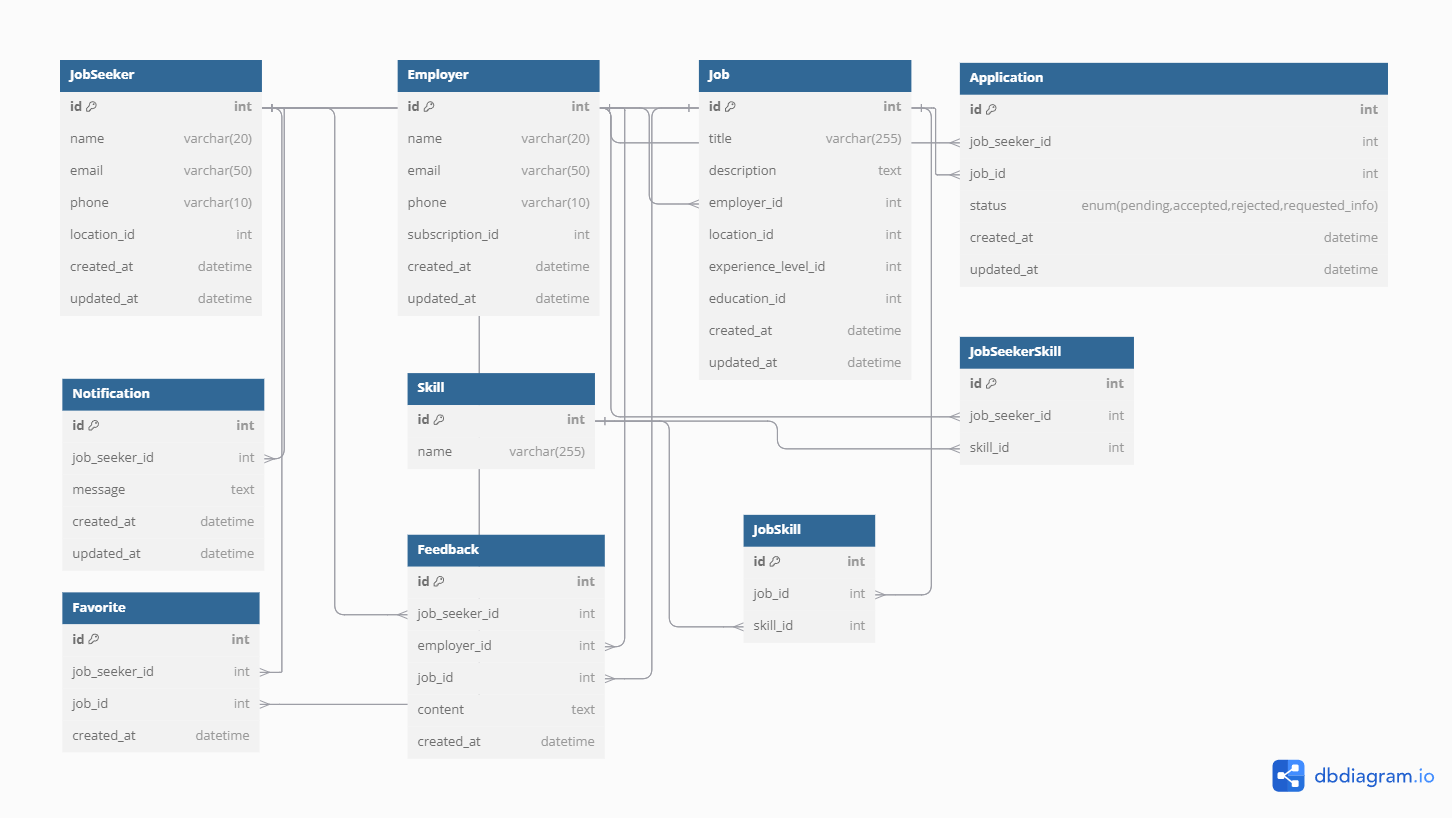 JobSeeker
id int
name varchar(20)
email varchar(50)
phone varchar(10)
location_id int
created_at datetime
updated_at datetime
Employer
id int
name varchar(20)
email varchar(50)
phone varchar(10)
subscription_id int
created_at datetime
updated_at datetime
Job
id int
title varchar(255)
description text
employer_id int
location_id int
experience_level_id int
education_id int
created_at datetime
updated_at datetime
Application
id int
job_seeker_id int
job_id int
status enum(pending,accepted,rejected,requested_info)
created_at datetime
updated_at datetime
Notification
id int
job_seeker_id int
message text
created_at datetime
updated_at datetime
Skill
id int
name varchar(255)
JobSeekerSkill
id int
job_seeker_id int
skill_id int
Favorite
id int
job_seeker_id int
job_id int
created_at datetime
Feedback
id int
job_seeker_id int
employer_id int
job_id int
content text
created_at datetime
JobSkill
id int
job_id int
skill_id int
dbdiagram.io